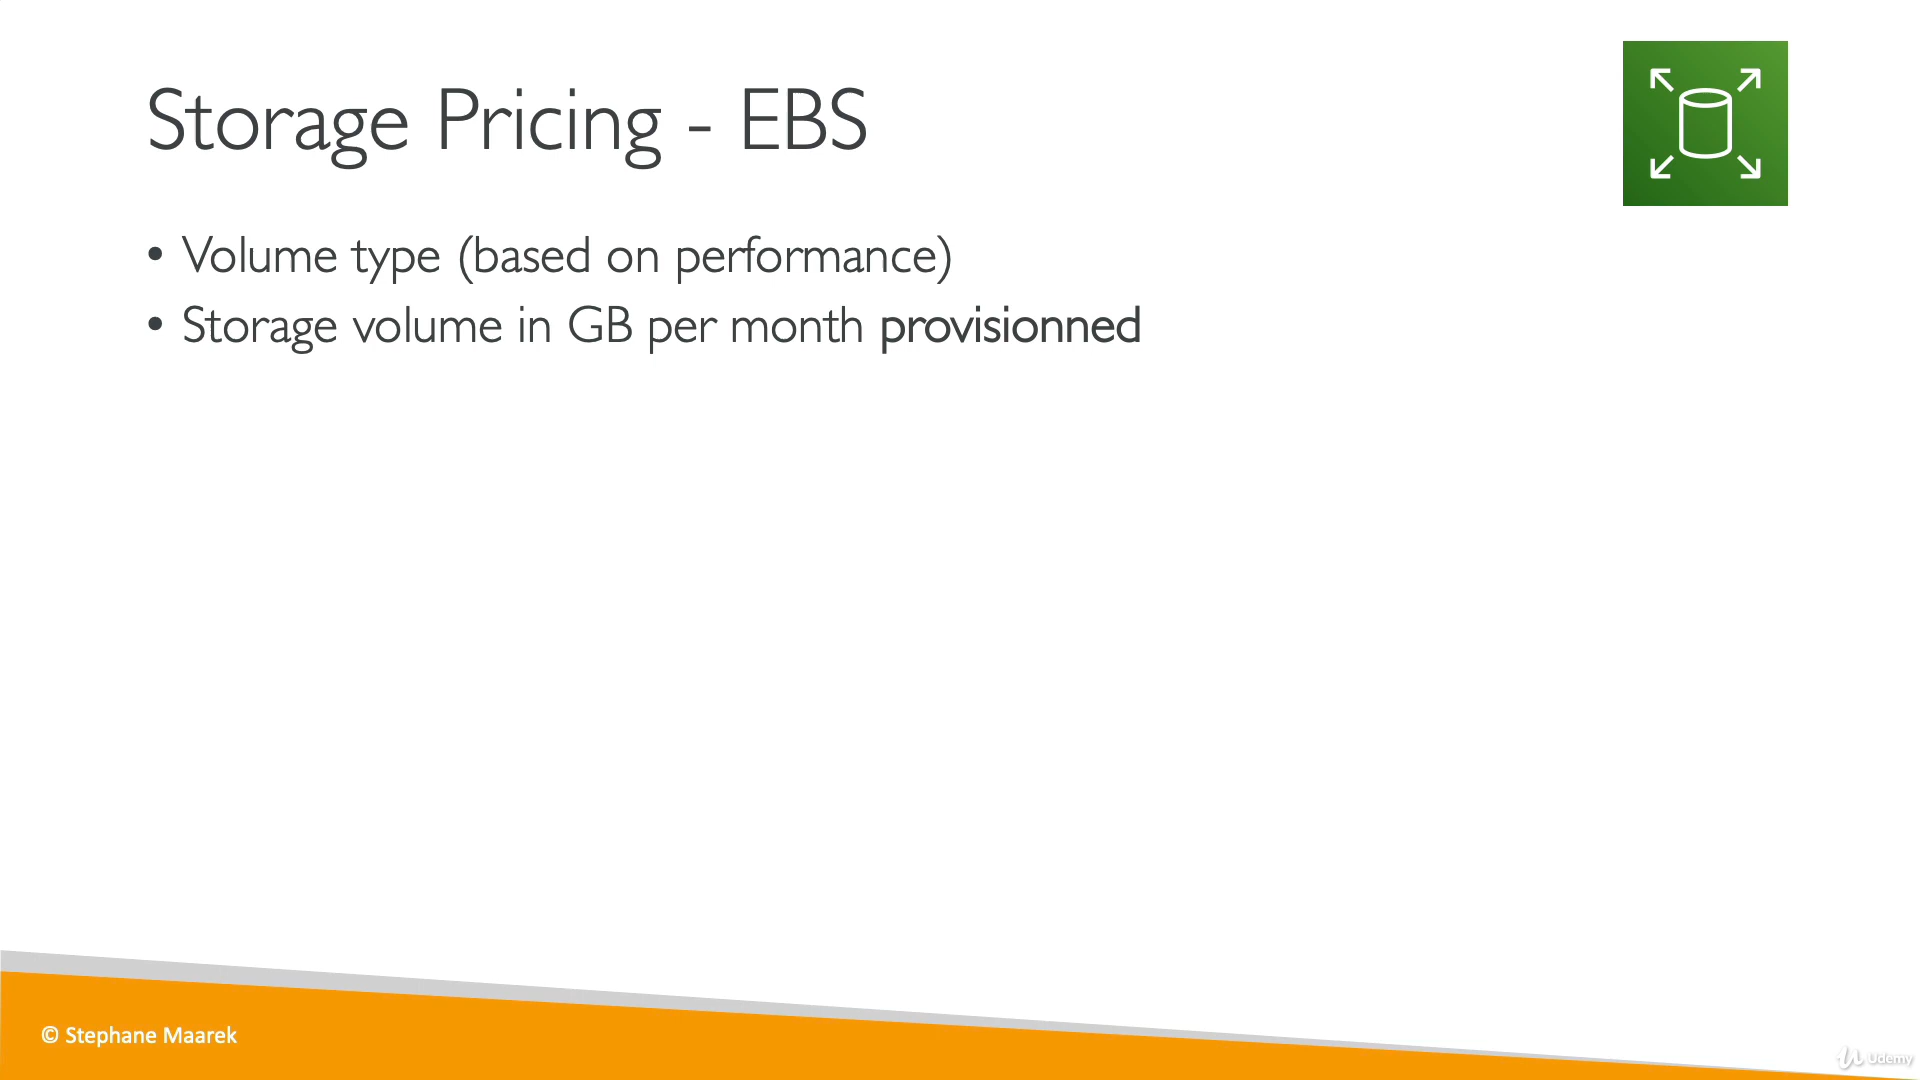 Storage Pricing - EBS
• Volume type (based on performance)
• Storage volume in GB per month provisionned
© Stephane Maarek
Udemy